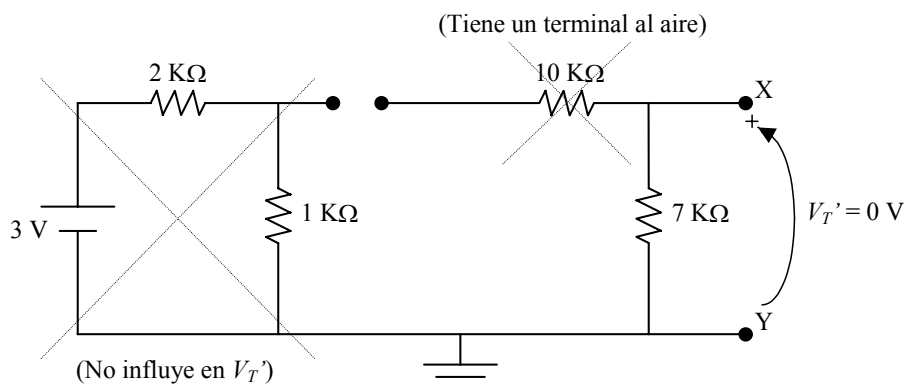 (Tiene un terminal al aire)
2 KΩ
10 KΩ
X
+
3 V
1 KΩ
7 KΩ
V_T’ = 0 V
Y
(No influye en V_T’)